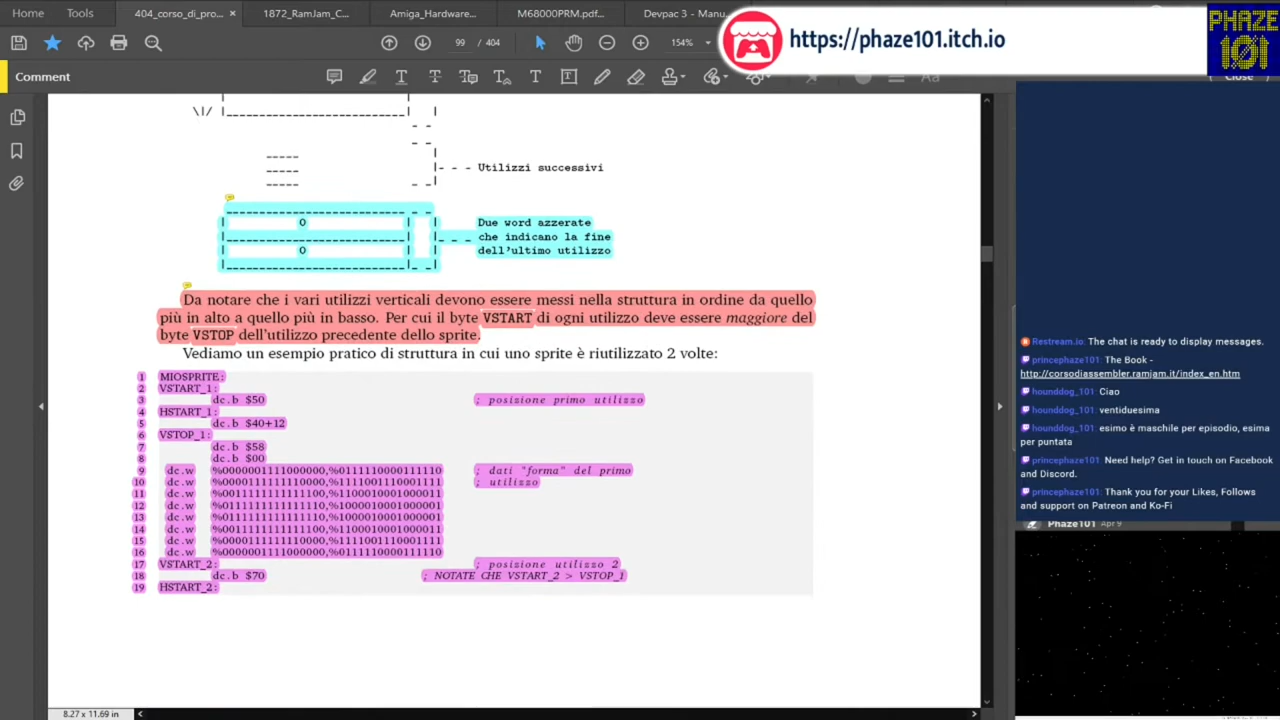 Home
Tools
404_corso_di_pro...
1872_RamJam_C...
Amiga_Hardware...
M68000PRM.pdf...
Devpac 3 - Manu...
https://phaze101.itch.io
PHAZE
101
99 / 404
154%
Comment
Close
\|/
Utilizzi successivi
0
0
Due word azzerate
che indicano la fine
dell'ultimo utilizzo
Da notare che i vari utilizzi verticali devono essere messi nella struttura in ordine da quello
più in alto a quello più in basso. Per cui il byte VSTART di ogni utilizzo deve essere maggiore del
byte VSTOP dell'utilizzo precedente dello sprite.
Vediamo un esempio pratico di struttura in cui uno sprite è riutilizzato 2 volte:
1 MIOSPRITE:
2 VSTART_1:
3 dc.b $50 ; posizione primo utilizzo
4 HSTART_1:
5 dc.b $40+12
6 VSTOP_1:
7 dc.b $58
8 dc.b $00
9 dc.w %0000001111000000,%0111110000111110 ; dati "forma" del primo
10 dc.w %0000111111110000,%1111001110001111 ; utilizzo
11 dc.w %0011111111111100,%1100010001000011
12 dc.w %0111111111111110,%1000010001000001
13 dc.w %0111111111111110,%1000010001000001
14 dc.w %0011111111111100,%1100010001000011
15 dc.w %0000111111110000,%1111001110001111
16 dc.w %0000001111000000,%0111110000111110
17 VSTART_2: ; posizione utilizzo 2
18 dc.b $70 ; NOTATE CHE VSTART_2 > VSTOP_1
19 HSTART_2:
8.27 x 11.69 in
Restream.io: The chat is ready to display messages.
princephaze101: The Book -
http://corsodiassembler.ramjam.it/index_en.htm
hounddog_101: Ciao
hounddog_101: ventiduesima
hounddog_101: esimo è maschile per episodio, esima
per puntata
princephaze101: Need help? Get in touch on Facebook
and Discord.
princephaze101: Thank you for your Likes, Follows
and support on Patreon and Ko-Fi
Phaze101 Apr 9